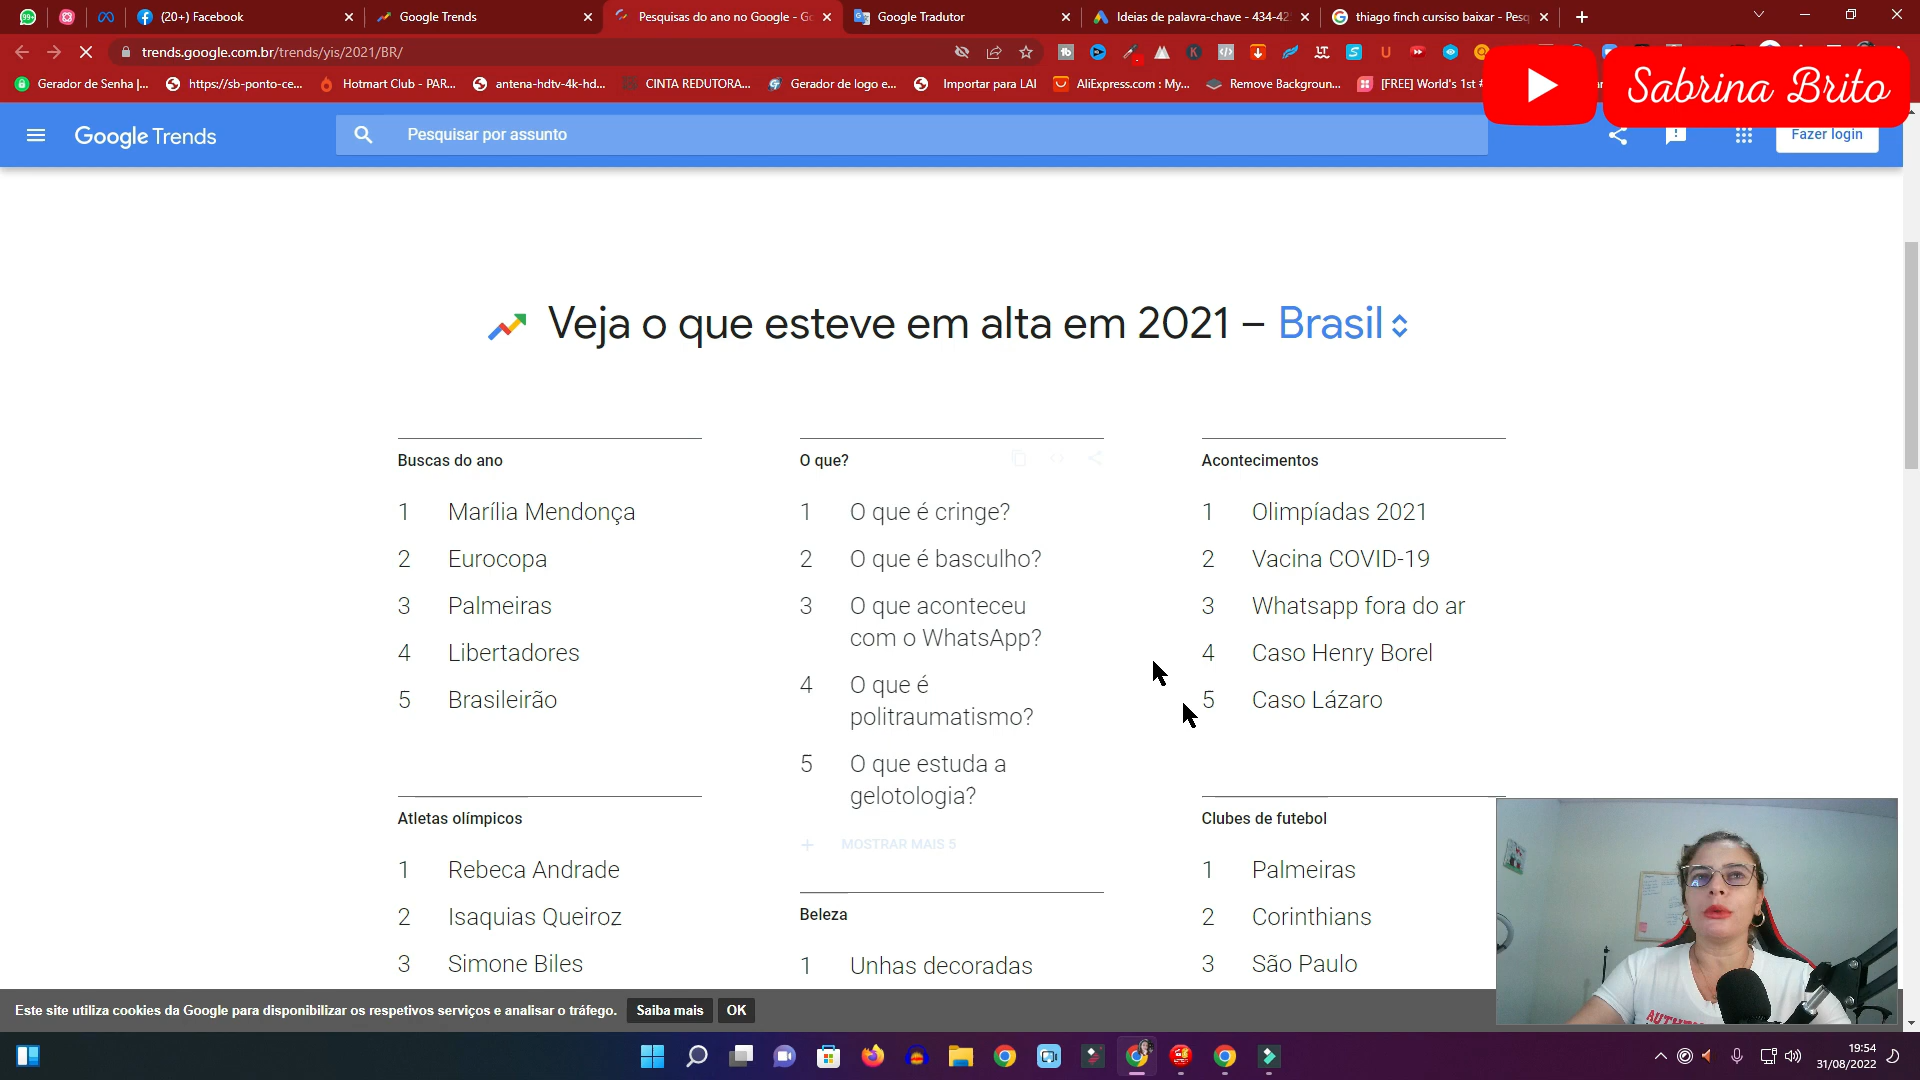 (20+) Facebook
Google Trends
Pesquisas do ano no Google - Go
Google Tradutor
Ideias de palavra-chave - 434-42
thiago finch cursiso baixar - Pesq
trends.google.com.br/trends/yis/2021/BR/
Gerador de Senha |...
https://sb-ponto-ce...
Hotmart Club - PAR...
antena-hdtv-4k-hd...
CINTA REDUTORA...
Gerador de logo e...
Importar para LAI
AliExpress.com : My...
Remove Backgroun...
[FREE] World's 1st
Sabrina Brito
Google Trends
Pesquisar por assunto
Fazer login
Veja o que esteve em alta em 2021 – Brasil
Buscas do ano
1 Marília Mendonça
2 Eurocopa
3 Palmeiras
4 Libertadores
5 Brasileirão
O que?
1 O que é cringe?
2 O que é basculho?
3 O que aconteceu
com o WhatsApp?
4 O que é
politraumatismo?
5 O que estuda a
gelotologia?
+ MOSTRAR MAIS 5
Acontecimentos
1 Olimpíadas 2021
2 Vacina COVID-19
3 Whatsapp fora do ar
4 Caso Henry Borel
5 Caso Lázaro
Atletas olímpicos
1 Rebeca Andrade
2 Isaquias Queiroz
3 Simone Biles
Beleza
1 Unhas decoradas
Clubes de futebol
1 Palmeiras
2 Corinthians
3 São Paulo
Este site utiliza cookies da Google para disponibilizar os respetivos serviços e analisar o tráfego.
Saiba mais
OK
19:54
31/08/2022